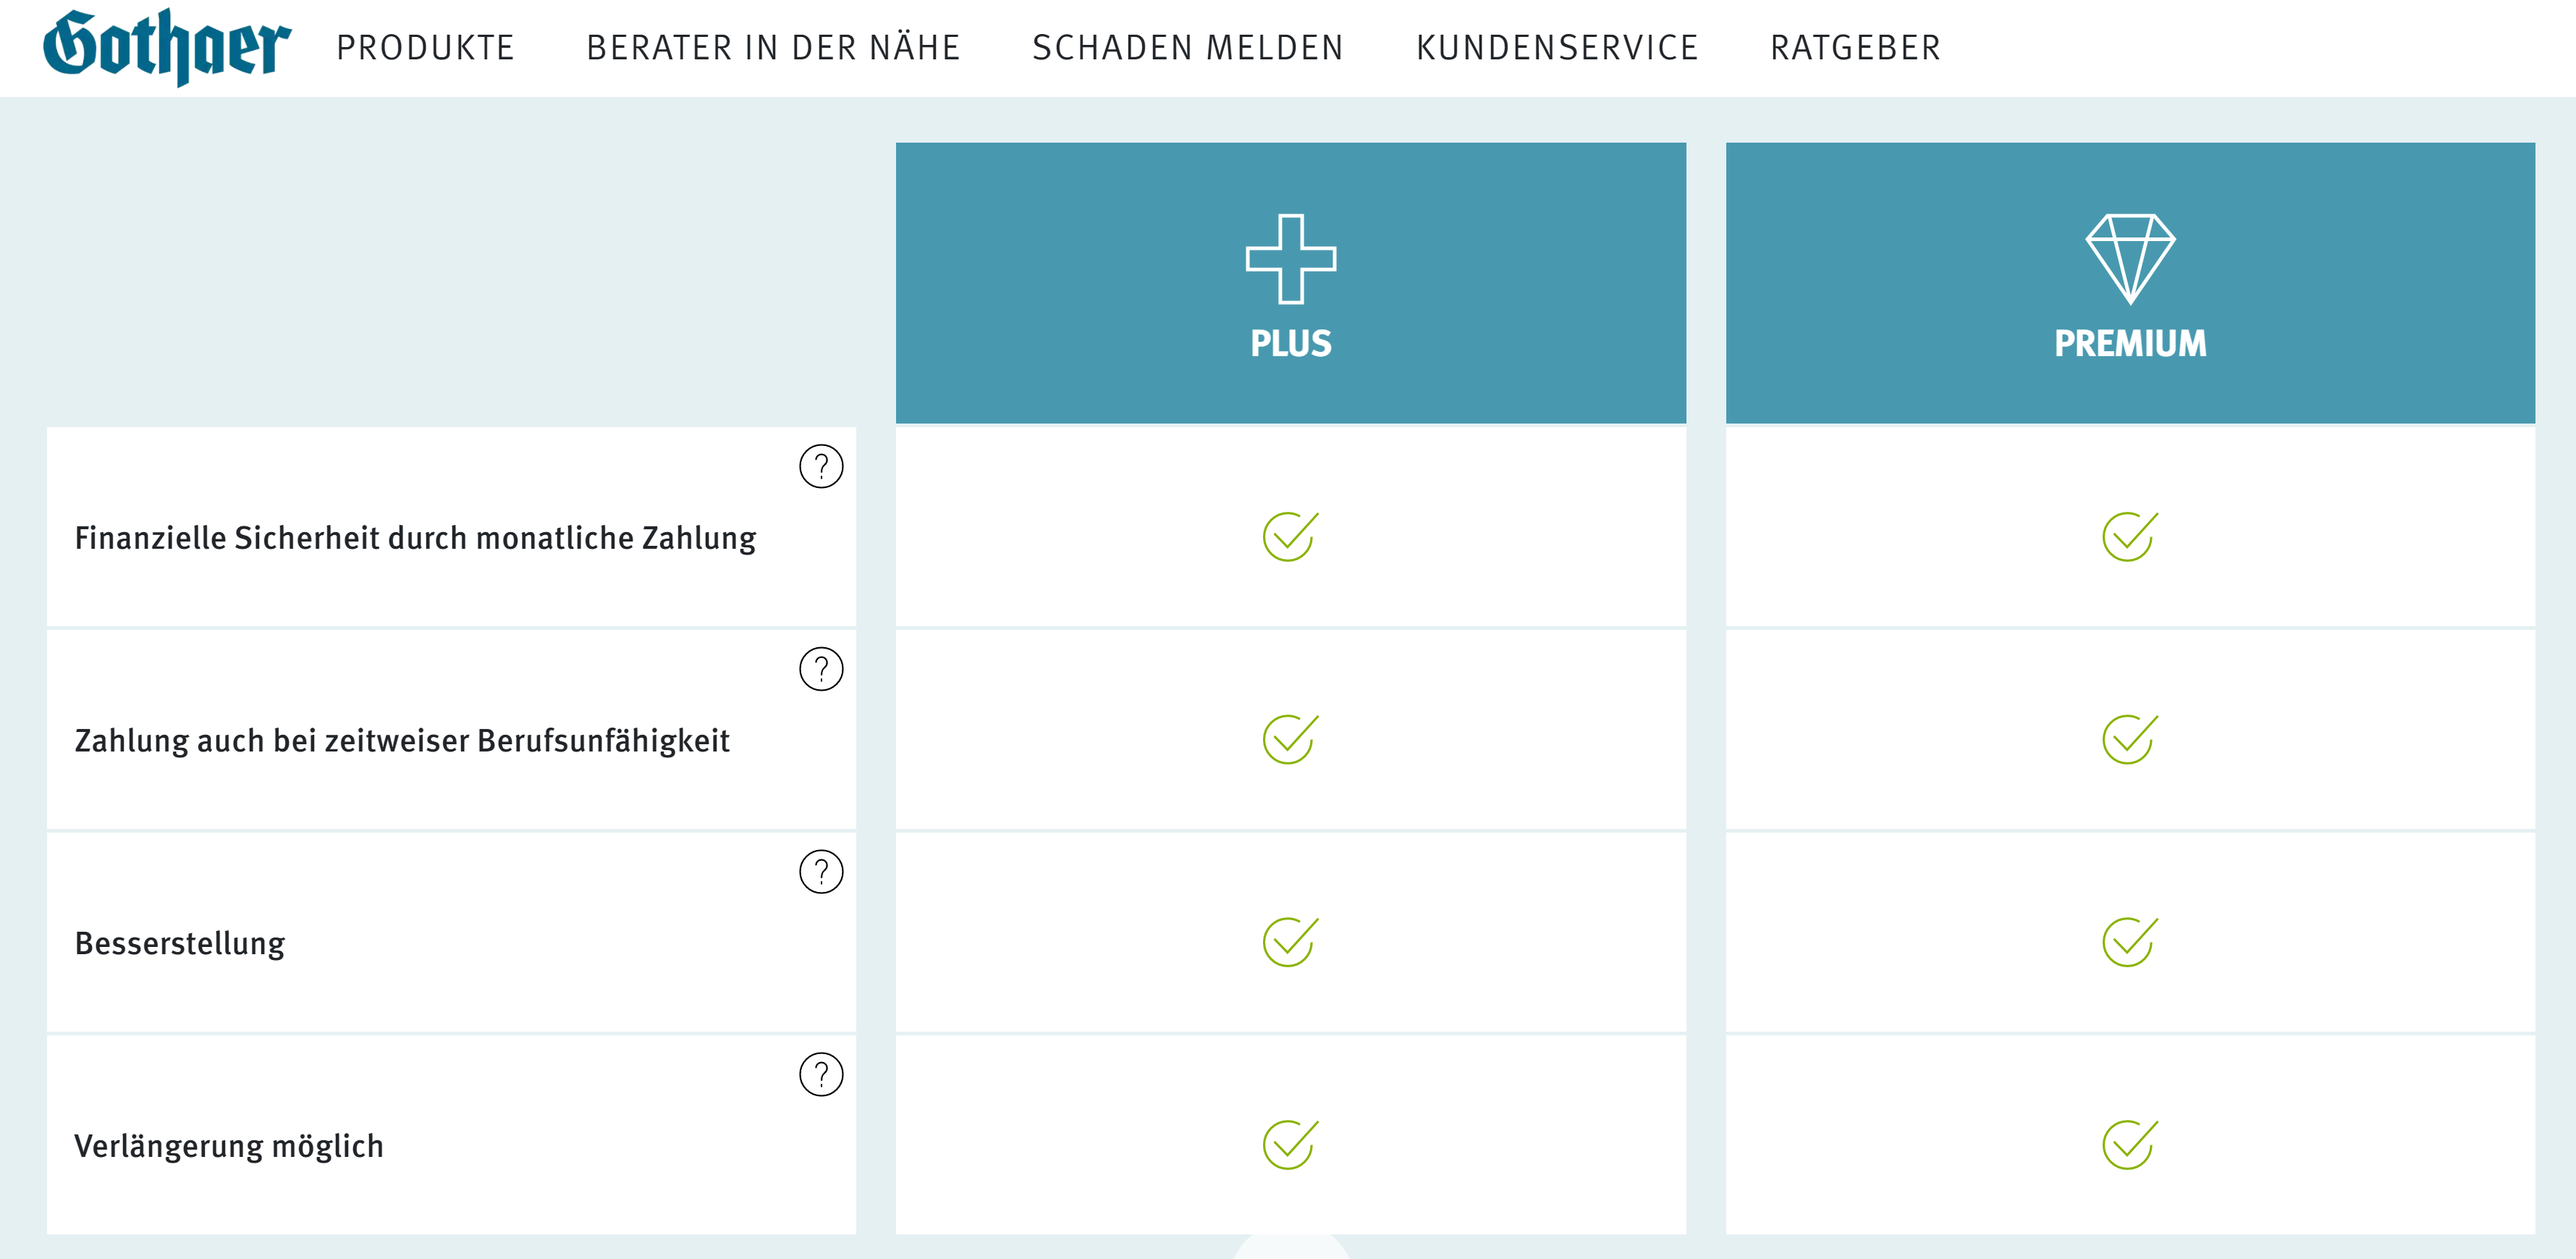 Gothaer PRODUKTE BERATER IN DER NÄHE SCHADEN MELDEN KUNDENSERVICE RATGEBER
PLUS PREMIUM
?
Finanzielle Sicherheit durch monatliche Zahlung
?
Zahlung auch bei zeitweiser Berufsunfähigkeit
?
Besserstellung
?
Verlängerung möglich